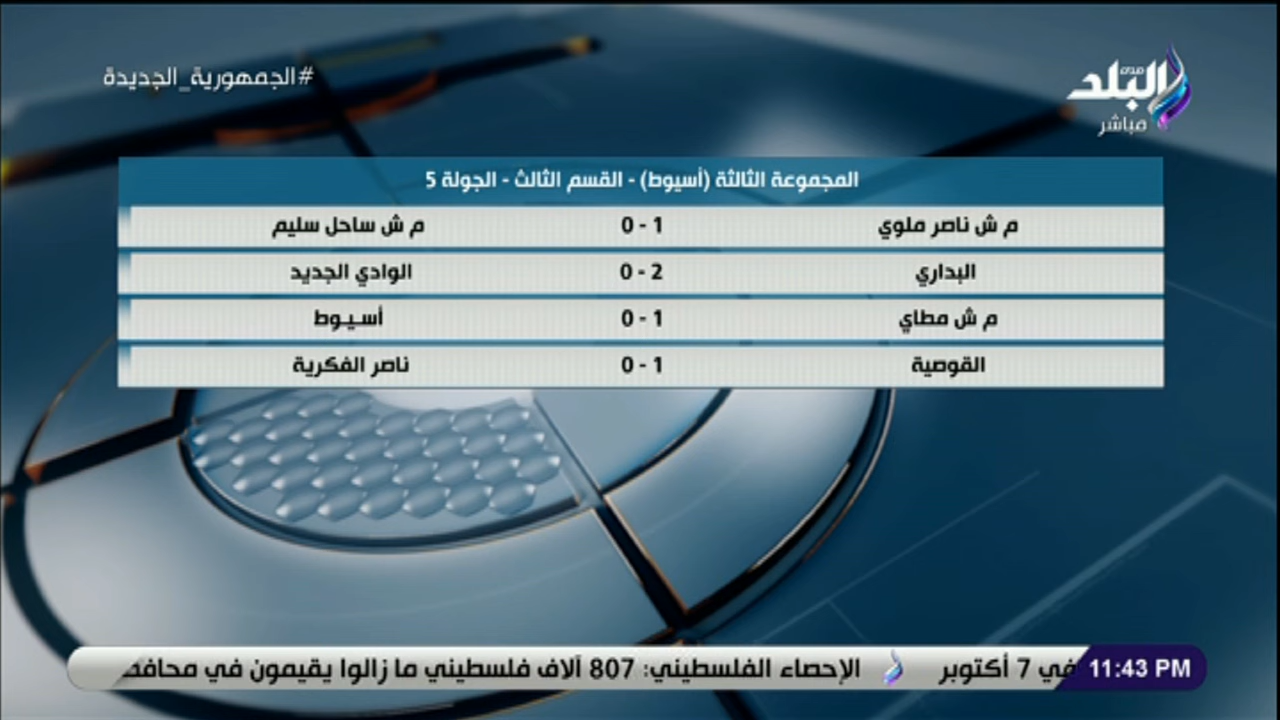 #الجمهورية_الجديدة
صدى البلد
مباشر
المجموعة الثالثة (أسيوط) - القسم الثالث - الجولة 5
م ش ناصر ملوي 1 - 0 م ش ساحل سليم
البداري 2 - 0 الوادي الجديد
م ش مطاي 1 - 0 أسيوط
القوصية 1 - 0 ناصر الفكرية
11:43 PM في 7 أكتوبر الإحصاء الفلسطيني: 807 آلاف فلسطيني ما زالوا يقيمون في